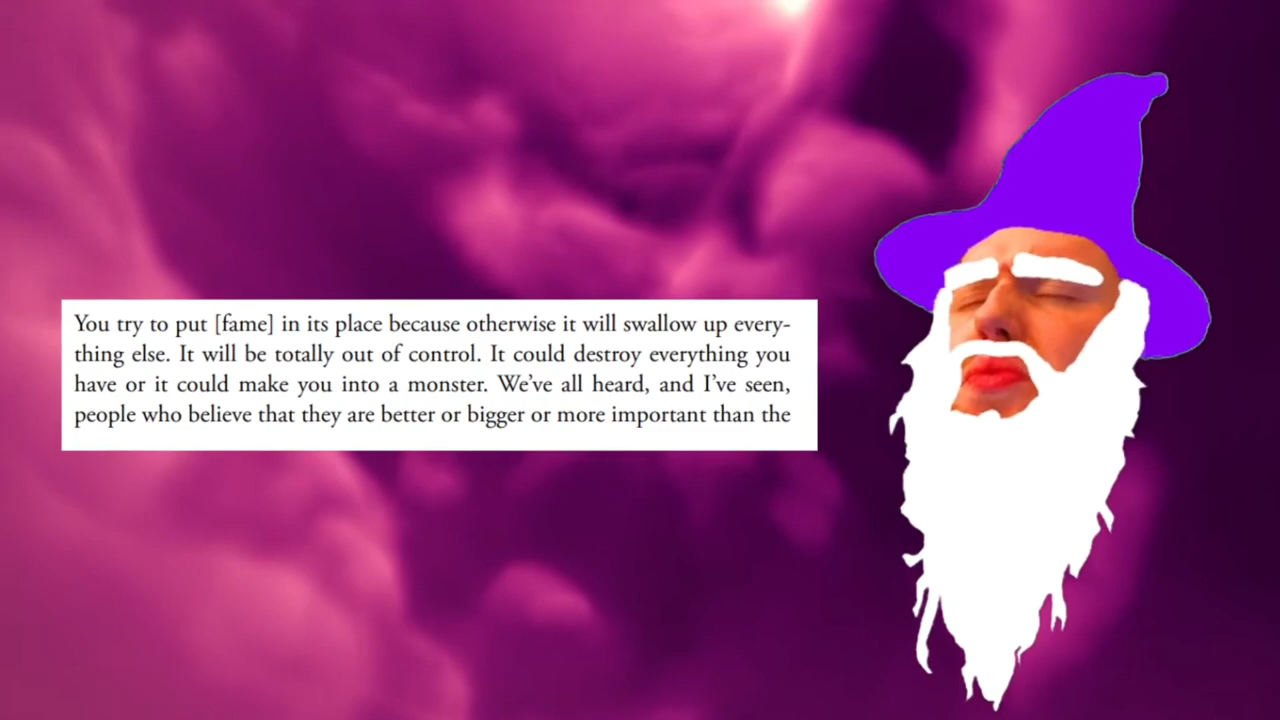 You try to put [fame] in its place because otherwise it will swallow up every-
thing else. It will be totally out of control. It could destroy everything you
have or it could make you into a monster. We’ve all heard, and I’ve seen,
people who believe that they are better or bigger or more important than the